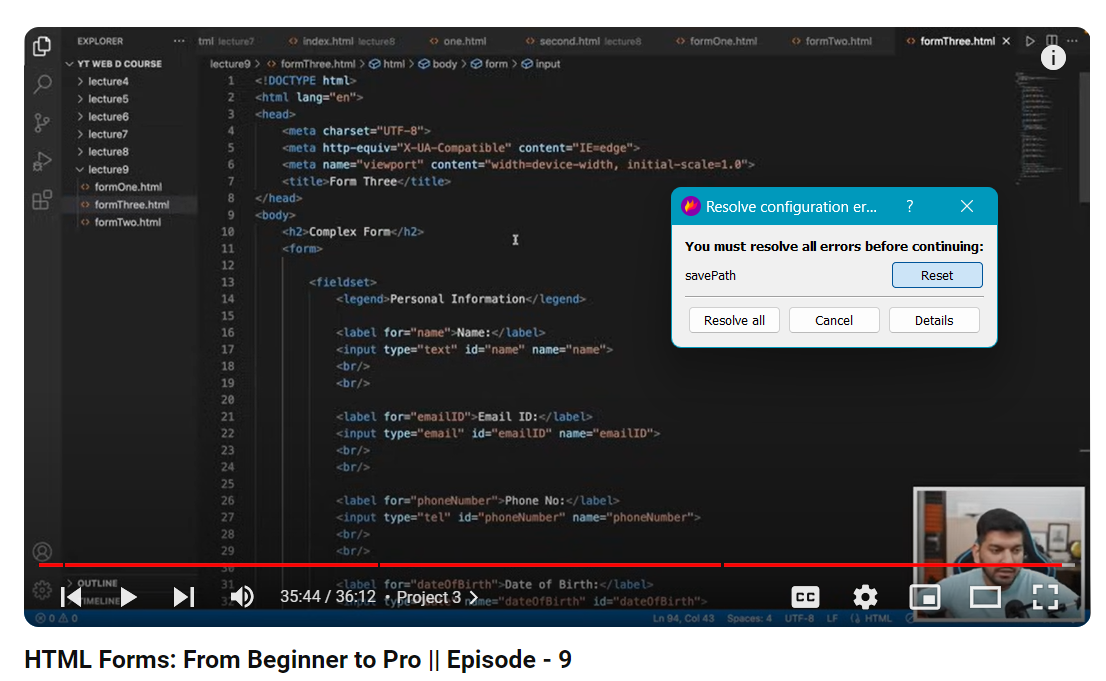 EXPLORER
tml lecture7
index.html lecture8
one.html
second.html lecture8
formOne.html
formTwo.html
formThree.html
YT WEB D COURSE
lecture4
lecture5
lecture6
lecture7
lecture8
lecture9
formOne.html
formThree.html
formTwo.html
lecture9 > formThree.html > html > body > form > input
1 <!DOCTYPE html>
2 <html lang="en">
3 <head>
4 <meta charset="UTF-8">
5 <meta http-equiv="X-UA-Compatible" content="IE=edge">
6 <meta name="viewport" content="width=device-width, initial-scale=1.0">
7 <title>Form Three</title>
8 </head>
9 <body>
10 <h2>Complex Form</h2>
11 <form>
12
13 <fieldset>
14 <legend>Personal Information</legend>
15
16 <label for="name">Name:</label>
17 <input type="text" id="name" name="name">
18 <br/>
19 <br/>
20
21 <label for="emailID">Email ID:</label>
22 <input type="email" id="emailID" name="emailID">
23 <br/>
24 <br/>
25
26 <label for="phoneNumber">Phone No:</label>
27 <input type="tel" id="phoneNumber" name="phoneNumber">
28 <br/>
29 <br/>
30
31 <label for="dateOfBirth">Date of Birth:</label>
32 name="dateOfBirth" id="dateOfBirth">
Resolve configuration er... ?
You must resolve all errors before continuing:
savePath Reset
Resolve all Cancel Details
OUTLINE
TIMELINE
35:44 / 36:12 • Project 3 >
CC
0 0
Ln 94, Col 43 Spaces: 4 UTF-8 LF HTML
HTML Forms: From Beginner to Pro || Episode - 9